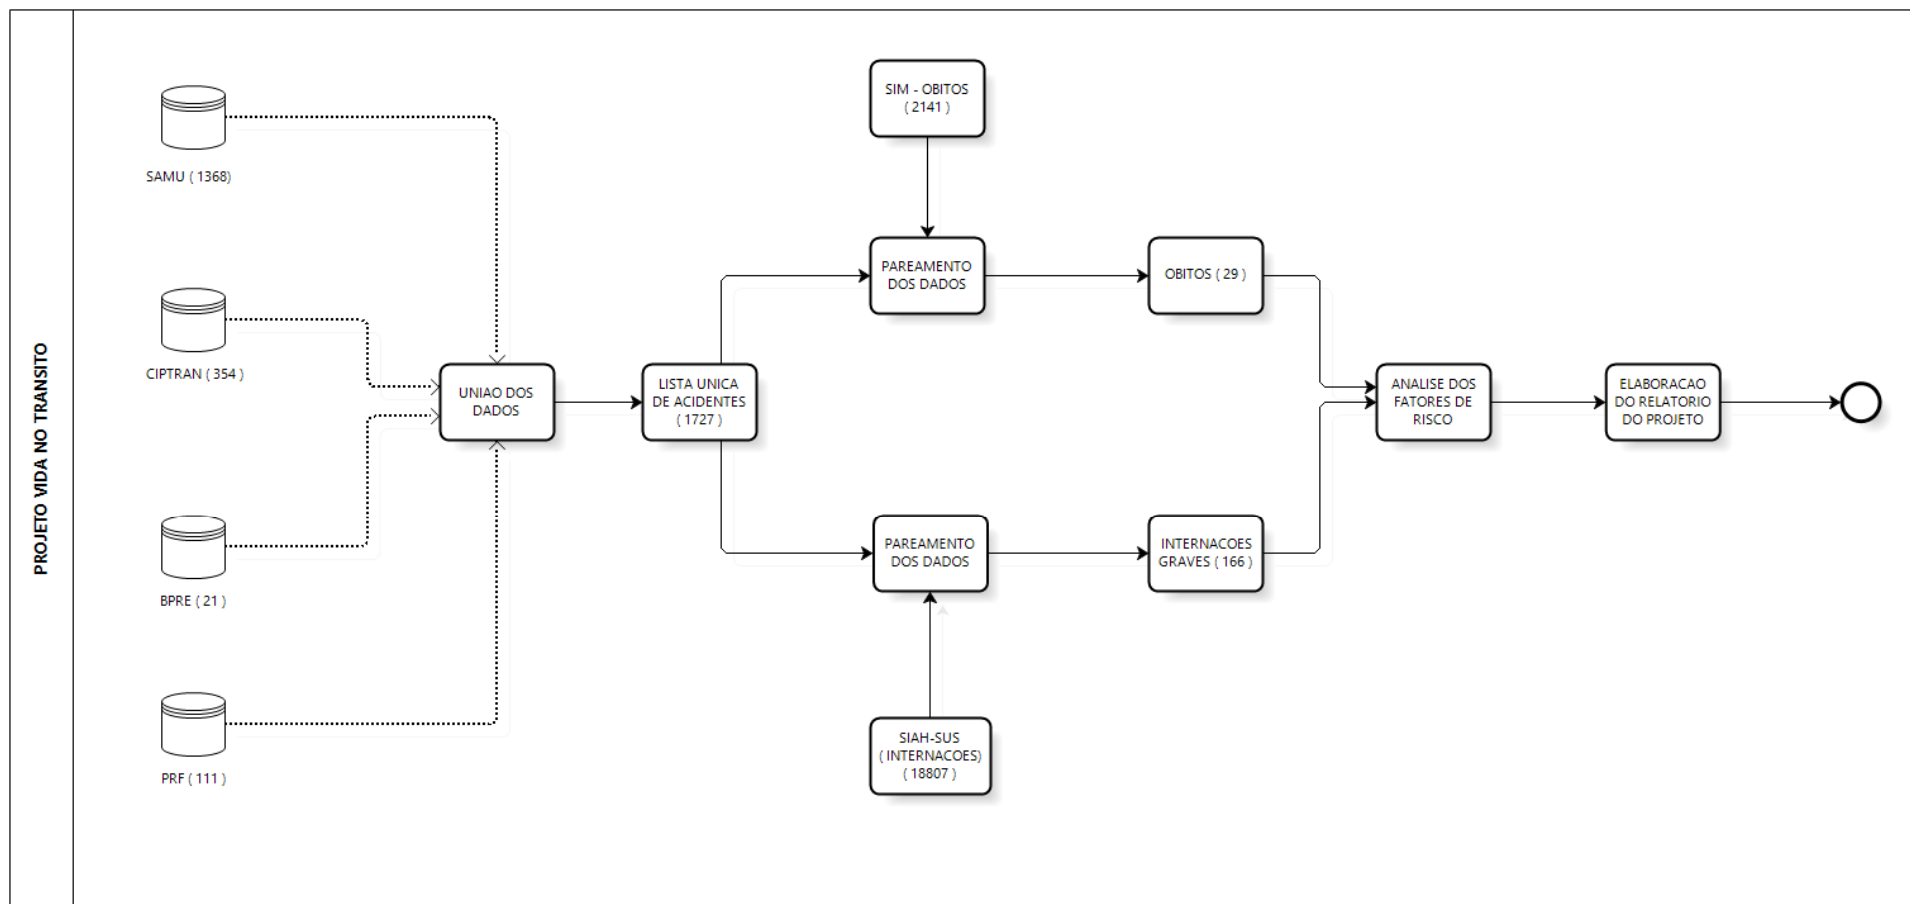 PROJETO VIDA NO TRANSITO
SAMU ( 1368)
CIPTRAN ( 354 )
BPRE ( 21 )
PRF ( 111 )
UNIAO DOS
DADOS
LISTA UNICA
DE ACIDENTES
( 1727 )
SIM - OBITOS
( 2141 )
PAREAMENTO
DOS DADOS
OBITOS ( 29 )
PAREAMENTO
DOS DADOS
INTERNACOES
GRAVES ( 166 )
SIAH-SUS
( INTERNACOES)
( 18807 )
ANALISE DOS
FATORES DE
RISCO
ELABORACAO
DO RELATORIO
DO PROJETO